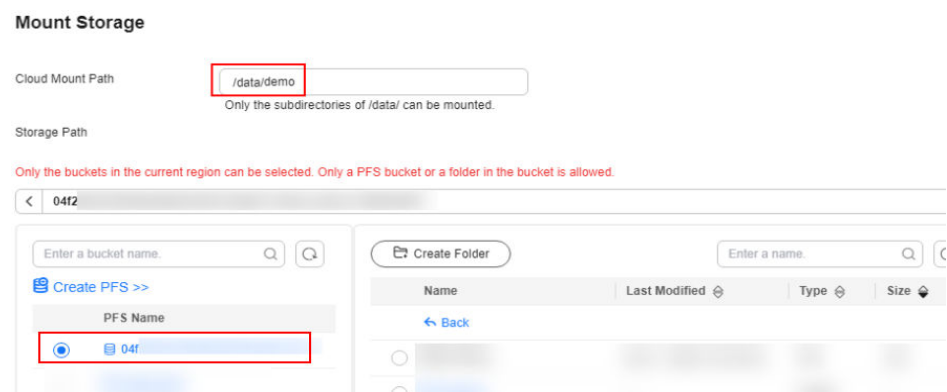 Mount Storage
Cloud Mount Path
/data/demo
Only the subdirectories of /data/ can be mounted.
Storage Path
Only the buckets in the current region can be selected. Only a PFS bucket or a folder in the bucket is allowed.
04f2
Enter a bucket name.
Create Folder
Enter a name.
Create PFS >>
Name Last Modified Type Size
PFS Name
Back
04f